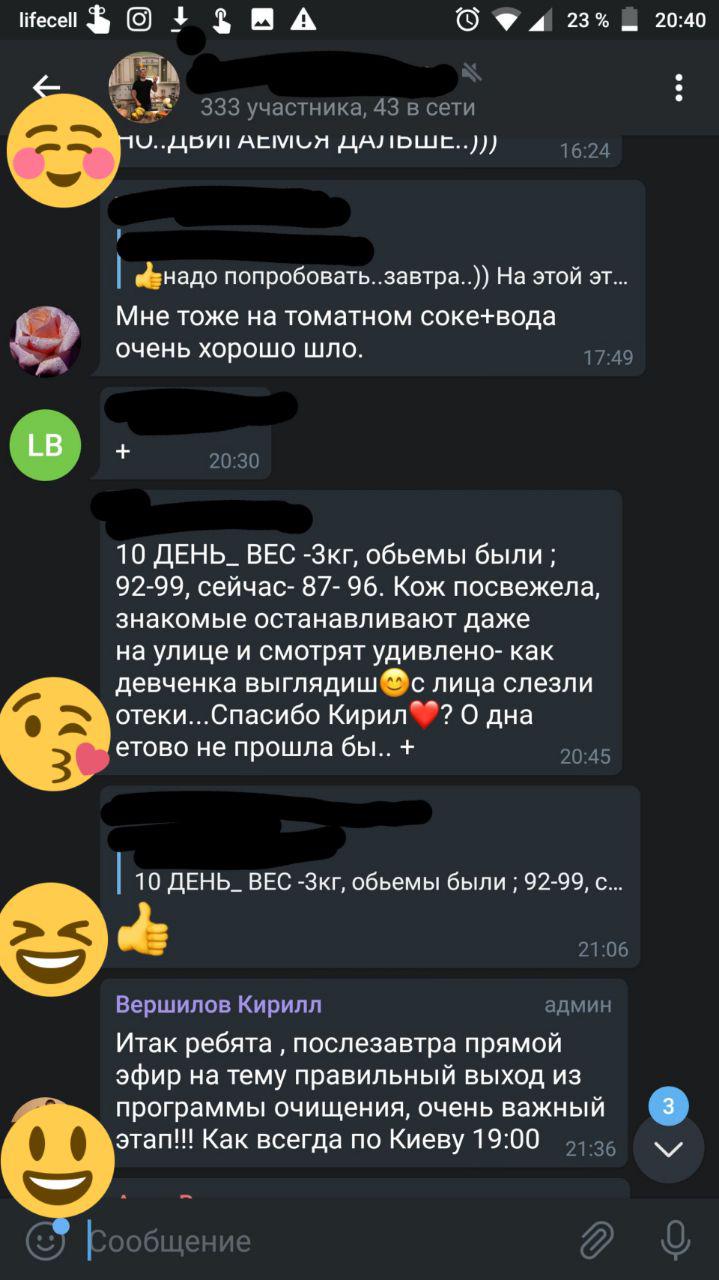 lifecell 23 % 20:40
333 участника, 43 в сети
НО..ДВИГАЕМСЯ ДАЛЬШЕ..)))
16:24
👍надо попробовать..завтра..)) На этой эт...
Мне тоже на томатном соке+вода
очень хорошо шло.
17:49
LB
+
20:30
10 ДЕНЬ_ ВЕС -3кг, обьемы были ;
92-99, сейчас- 87- 96. Кож посвежела,
знакомые останавливают даже
на улице и смотрят удивлено- как
девченка выглядиш😊с лица слезли
отеки...Спасибо Кирил❤️? О дна
етово не прошла бы.. +
20:45
10 ДЕНЬ_ ВЕС -3кг, обьемы были ; 92-99, с...
👍
21:06
Вершилов Кирилл админ
Итак ребята , послезавтра прямой
эфир на тему правильный выход из
программы очищения, очень важный
этап!!! Как всегда по Киеву 19:00
21:36
3
Сообщение